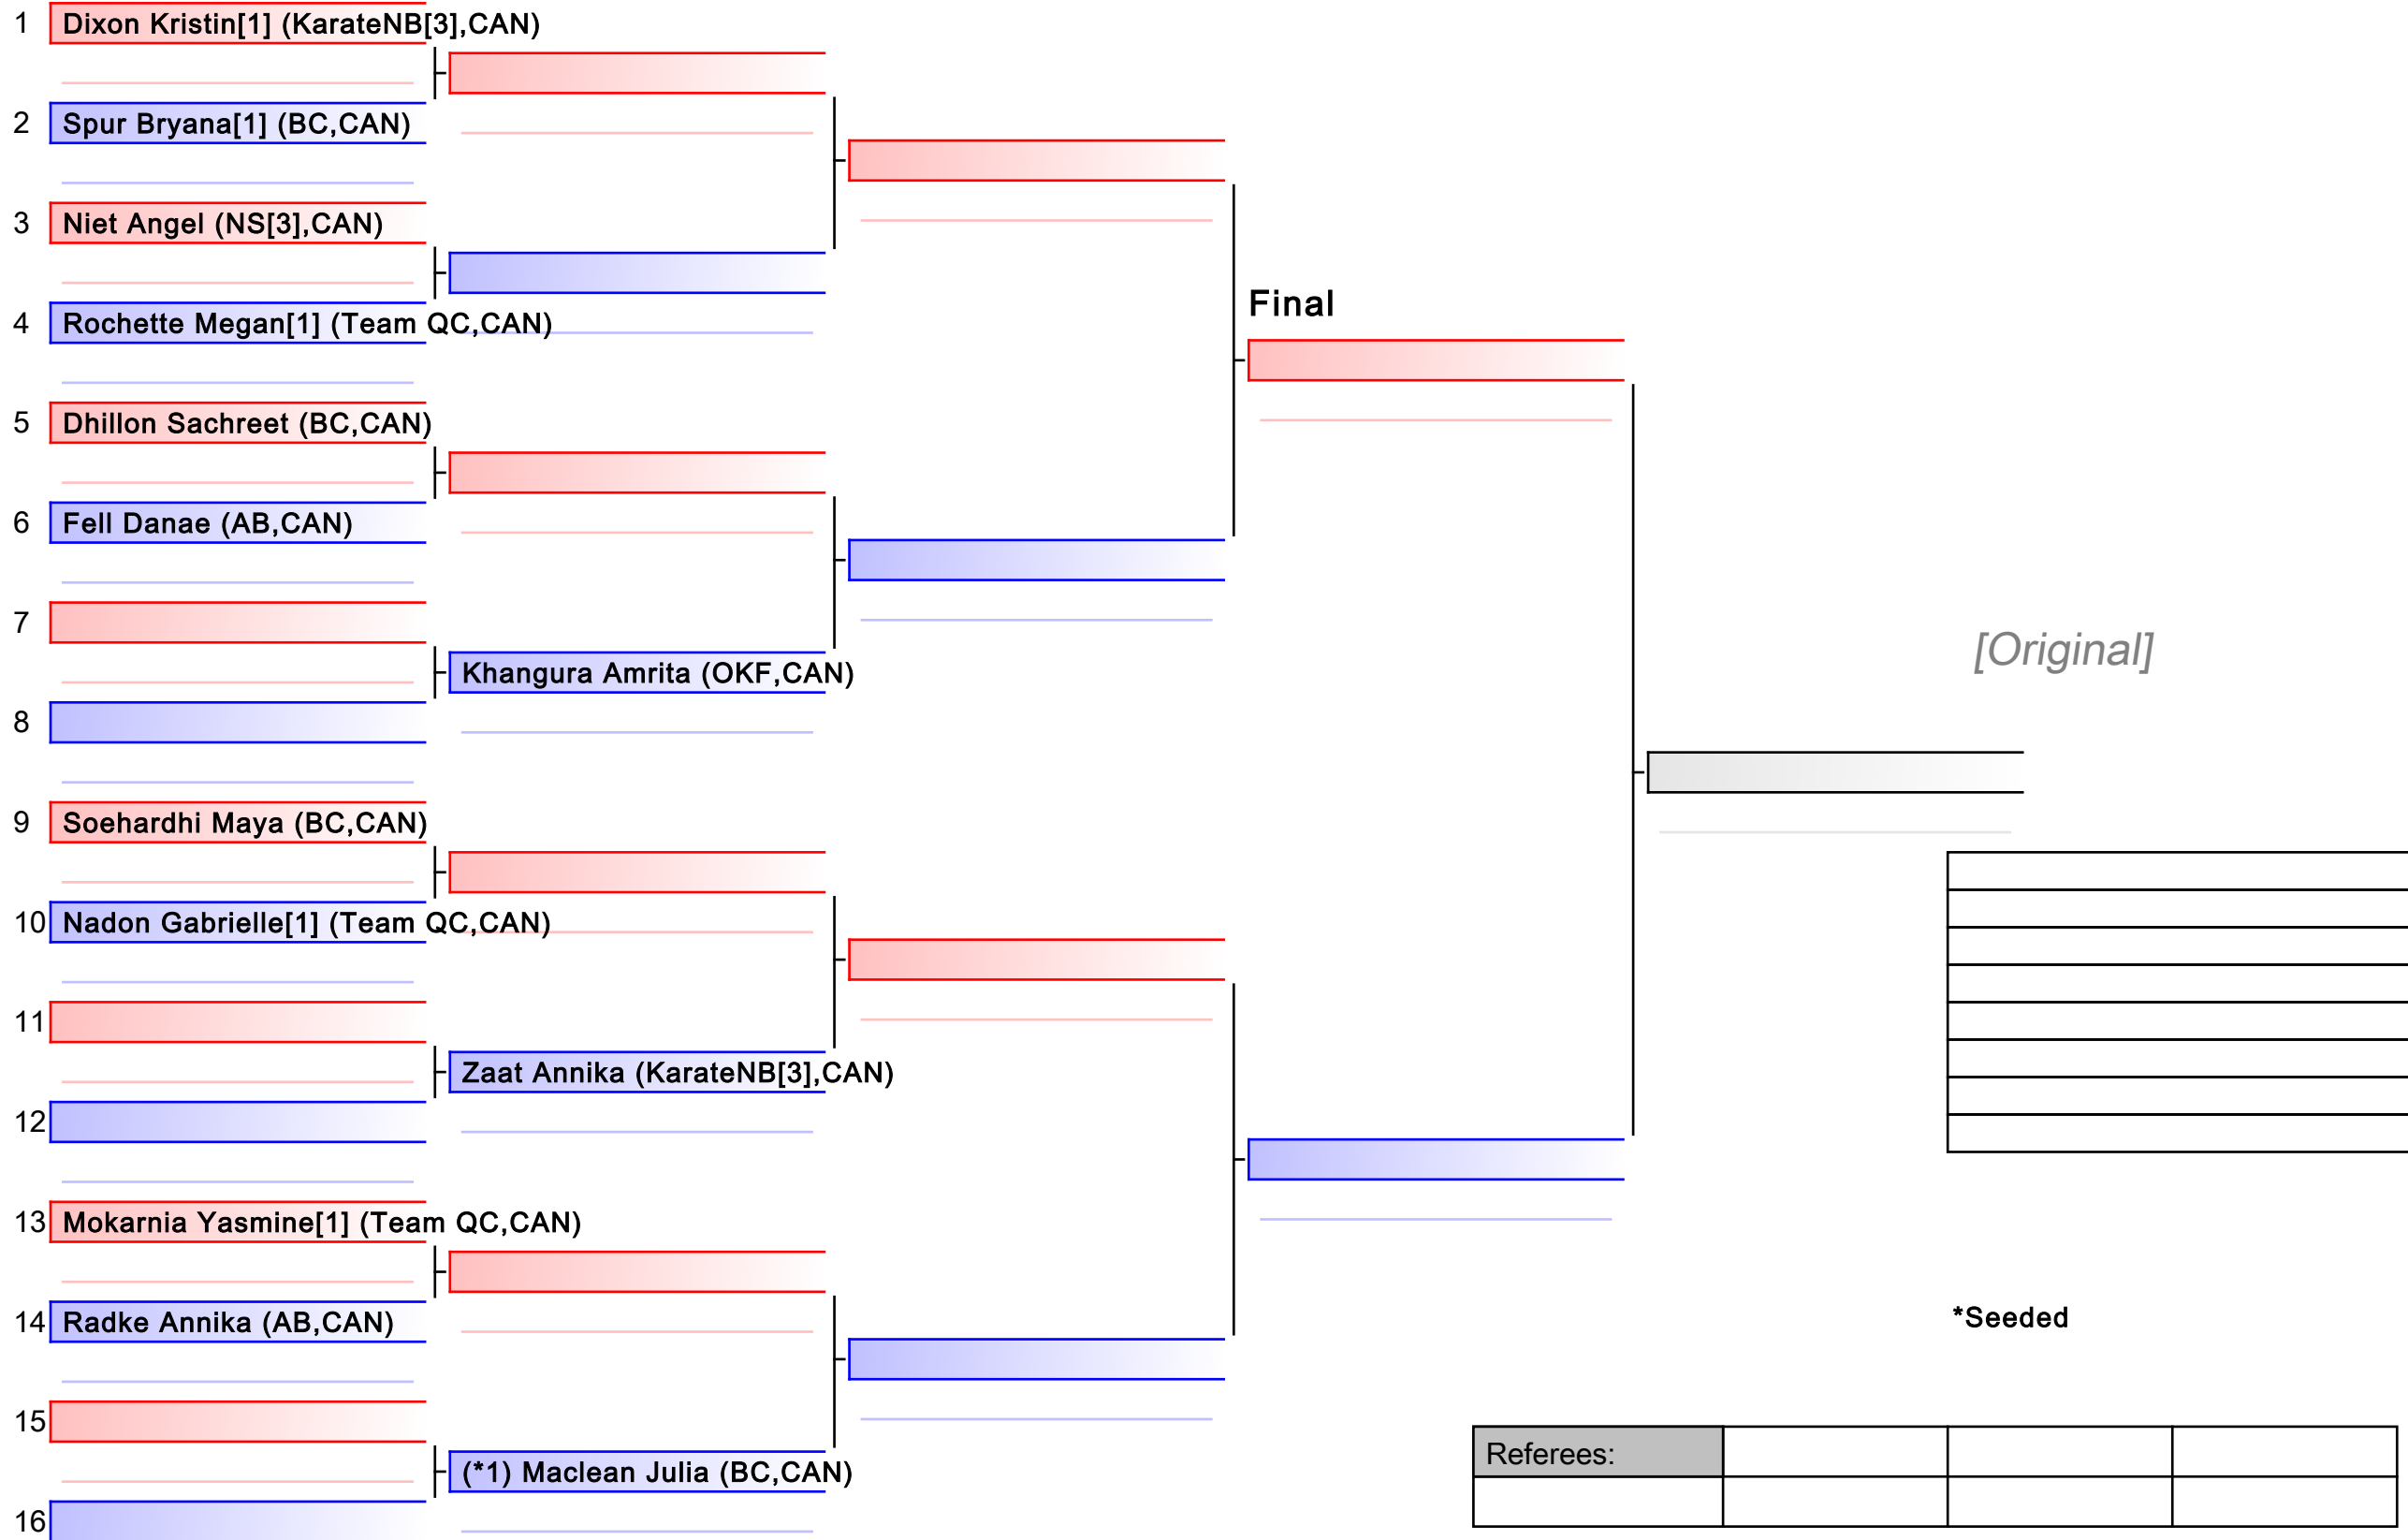 1 Dixon Kristin[1] (KarateNB[3],CAN)
2 Spur Bryana[1] (BC,CAN)
3 Niet Angel (NS[3],CAN)
4 Rochette Megan[1] (Team QC,CAN)
Final
5 Dhillon Sachreet (BC,CAN)
6 Fell Danae (AB,CAN)
7
[Original]
Khangura Amrita (OKF,CAN)
8
9 Soehardhi Maya (BC,CAN)
10 Nadon Gabrielle[1] (Team QC,CAN)
11
Zaat Annika (KarateNB[3],CAN)
12
13 Mokarnia Yasmine[1] (Team QC,CAN)
14 Radke Annika (AB,CAN)
*Seeded
15
Referees:
(*1) Maclean Julia (BC,CAN)
16